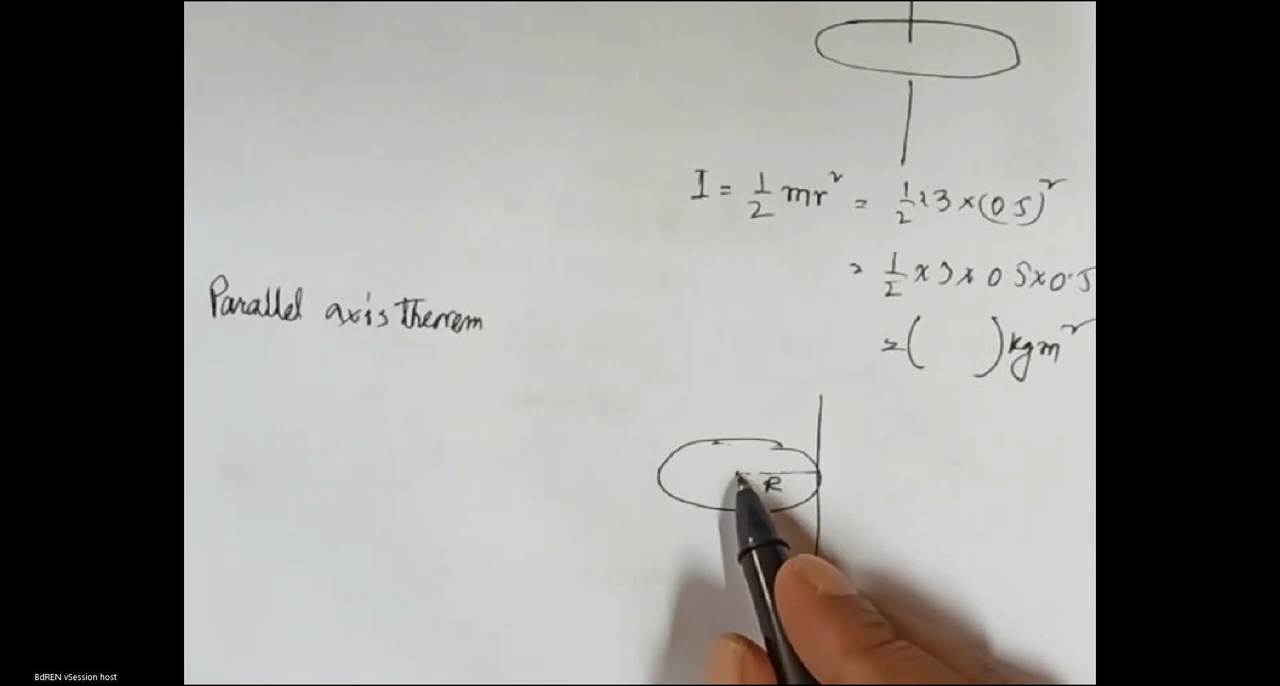 I = 1/2 mr² = 1/2 × 3 × (0.5)²
= 1/2 × 3 × 0.5 × 0.5
= ( ) kgm²
Parallel axis Therrem
R
BdREN vSession host